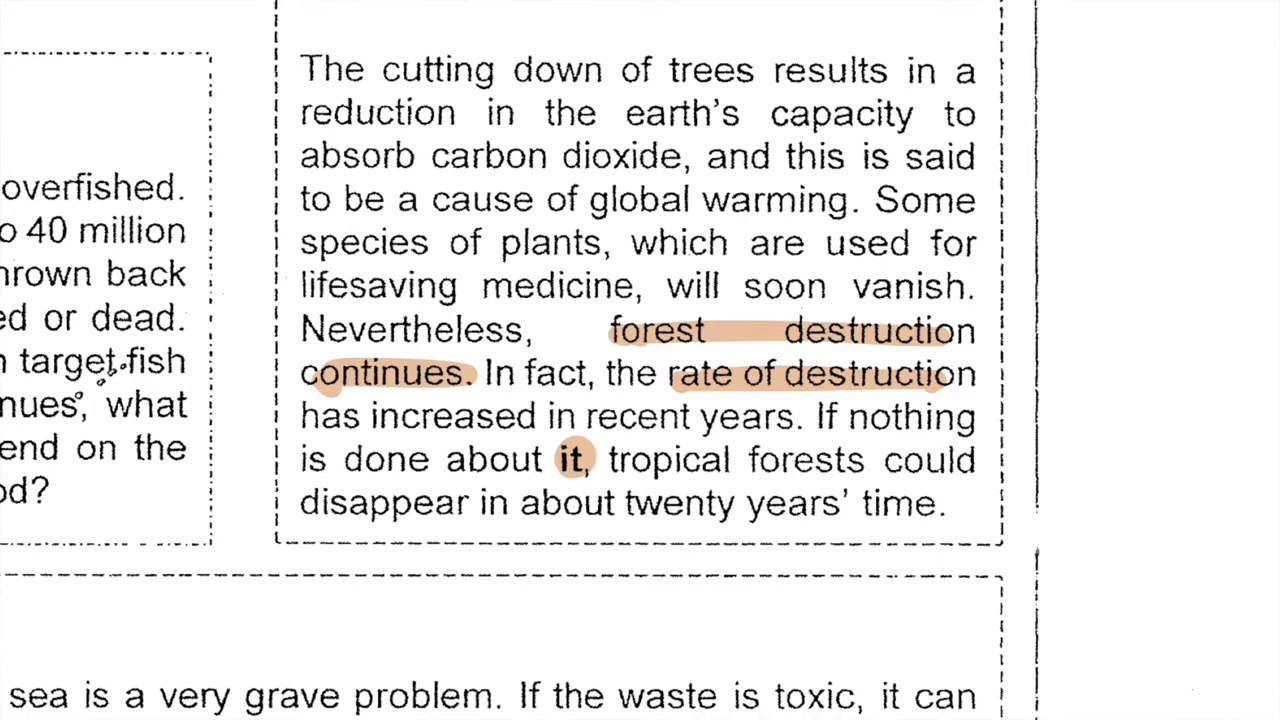 overfished.
40 million
thrown back
or dead.
target fish
what
end on the
The cutting down of trees results in a
reduction in the earth's capacity to
absorb carbon dioxide, and this is said
to be a cause of global warming. Some
species of plants, which are used for
lifesaving medicine, will soon vanish.
Nevertheless, forest destruction
continues. In fact, the rate of destruction
has increased in recent years. If nothing
is done about it, tropical forests could
disappear in about twenty years' time.
sea is a very grave problem. If the waste is toxic, it can